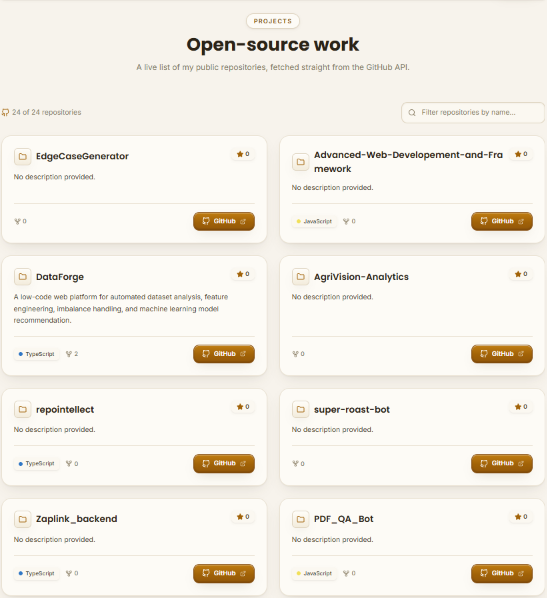 PROJECTS
Open-source work
A live list of my public repositories, fetched straight from the GitHub API.
24 of 24 repositories
Filter repositories by name...
EdgeCaseGenerator
0
No description provided.
0
GitHub
Advanced-Web-Developement-and-Fra
mework
0
No description provided.
JavaScript
0
GitHub
DataForge
0
A low-code web platform for automated dataset analysis, feature
engineering, imbalance handling, and machine learning model
recommendation.
TypeScript
2
GitHub
AgriVision-Analytics
0
No description provided.
0
GitHub
repointellect
0
No description provided.
TypeScript
0
GitHub
super-roast-bot
0
No description provided.
0
GitHub
Zaplink_backend
0
No description provided.
TypeScript
0
GitHub
PDF_QA_Bot
0
No description provided.
JavaScript
0
GitHub